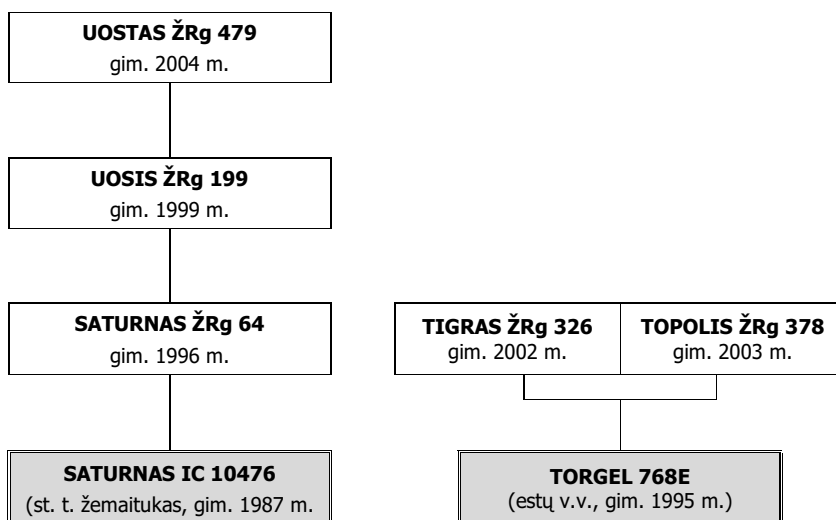 UOSTAS ŽRg 479
gim. 2004 m.
UOSIS ŽRg 199
gim. 1999 m.
SATURNAS ŽRg 64
gim. 1996 m.
TIGRAS ŽRg 326
gim. 2002 m.
TOPOLIS ŽRg 378
gim. 2003 m.
SATURNAS IC 10476
(st. t. žemaitukas, gim. 1987 m.
TORGEL 768E
(estų v.v., gim. 1995 m.)